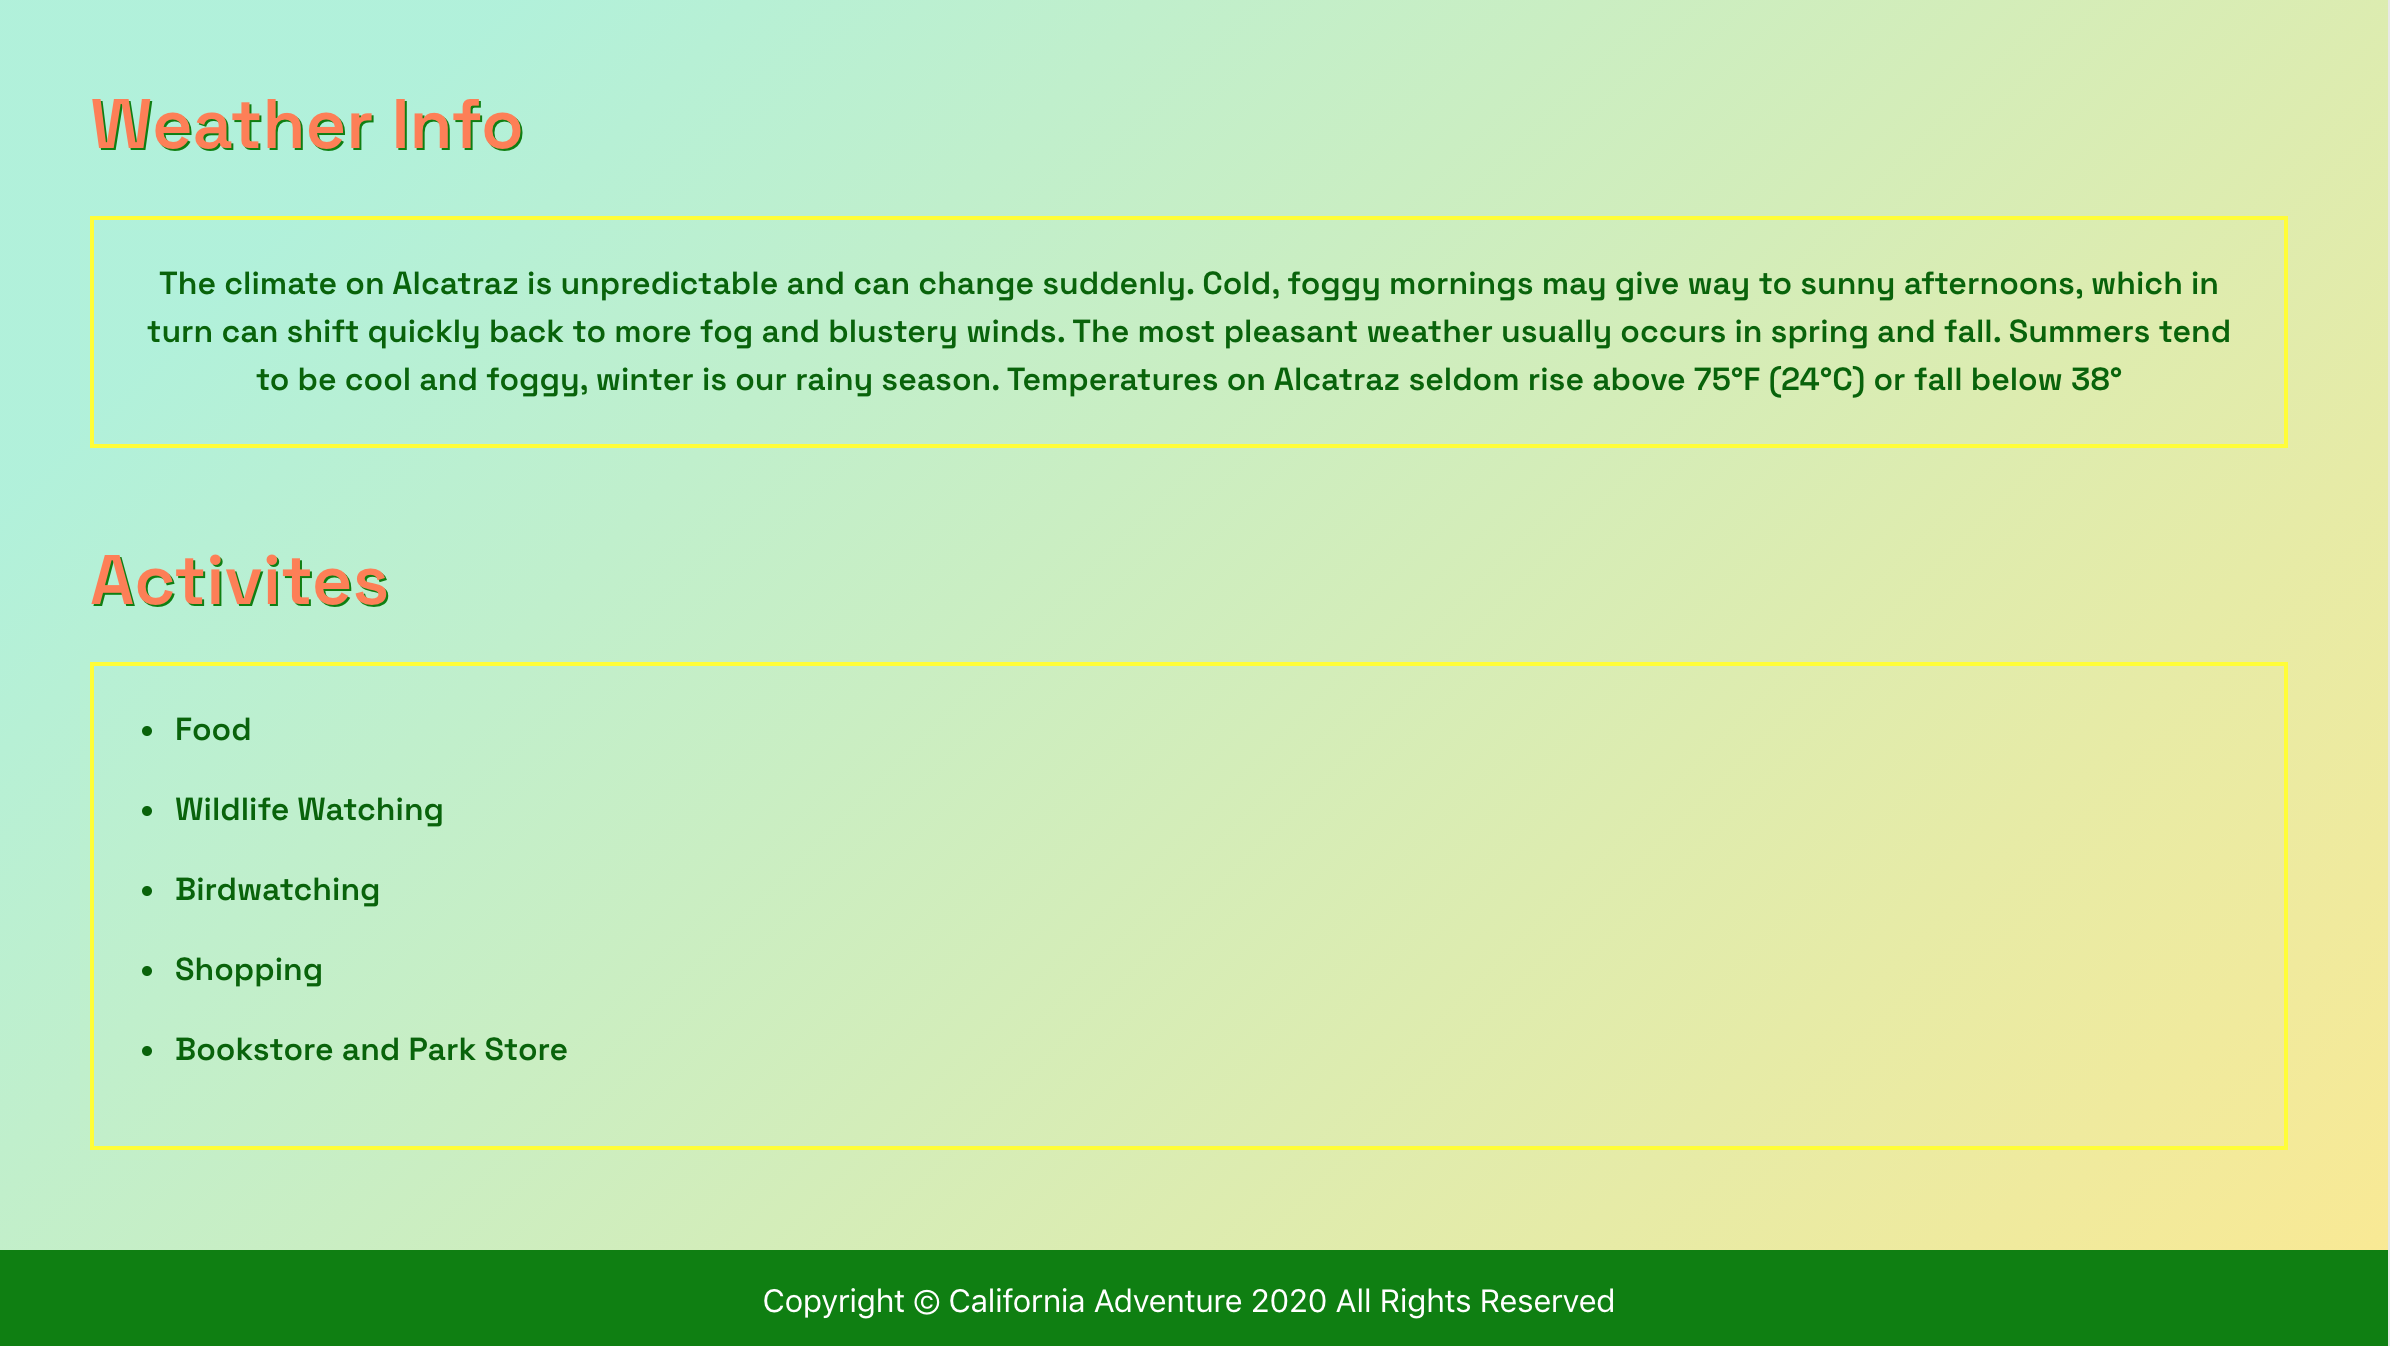 Weather Info
The climate on Alcatraz is unpredictable and can change suddenly. Cold, foggy mornings may give way to sunny afternoons, which in
turn can shift quickly back to more fog and blustery winds. The most pleasant weather usually occurs in spring and fall. Summers tend
to be cool and foggy, winter is our rainy season. Temperatures on Alcatraz seldom rise above 75°F (24°C) or fall below 38°
Activites
• Food
• Wildlife Watching
• Birdwatching
• Shopping
• Bookstore and Park Store
Copyright © California Adventure 2020 All Rights Reserved